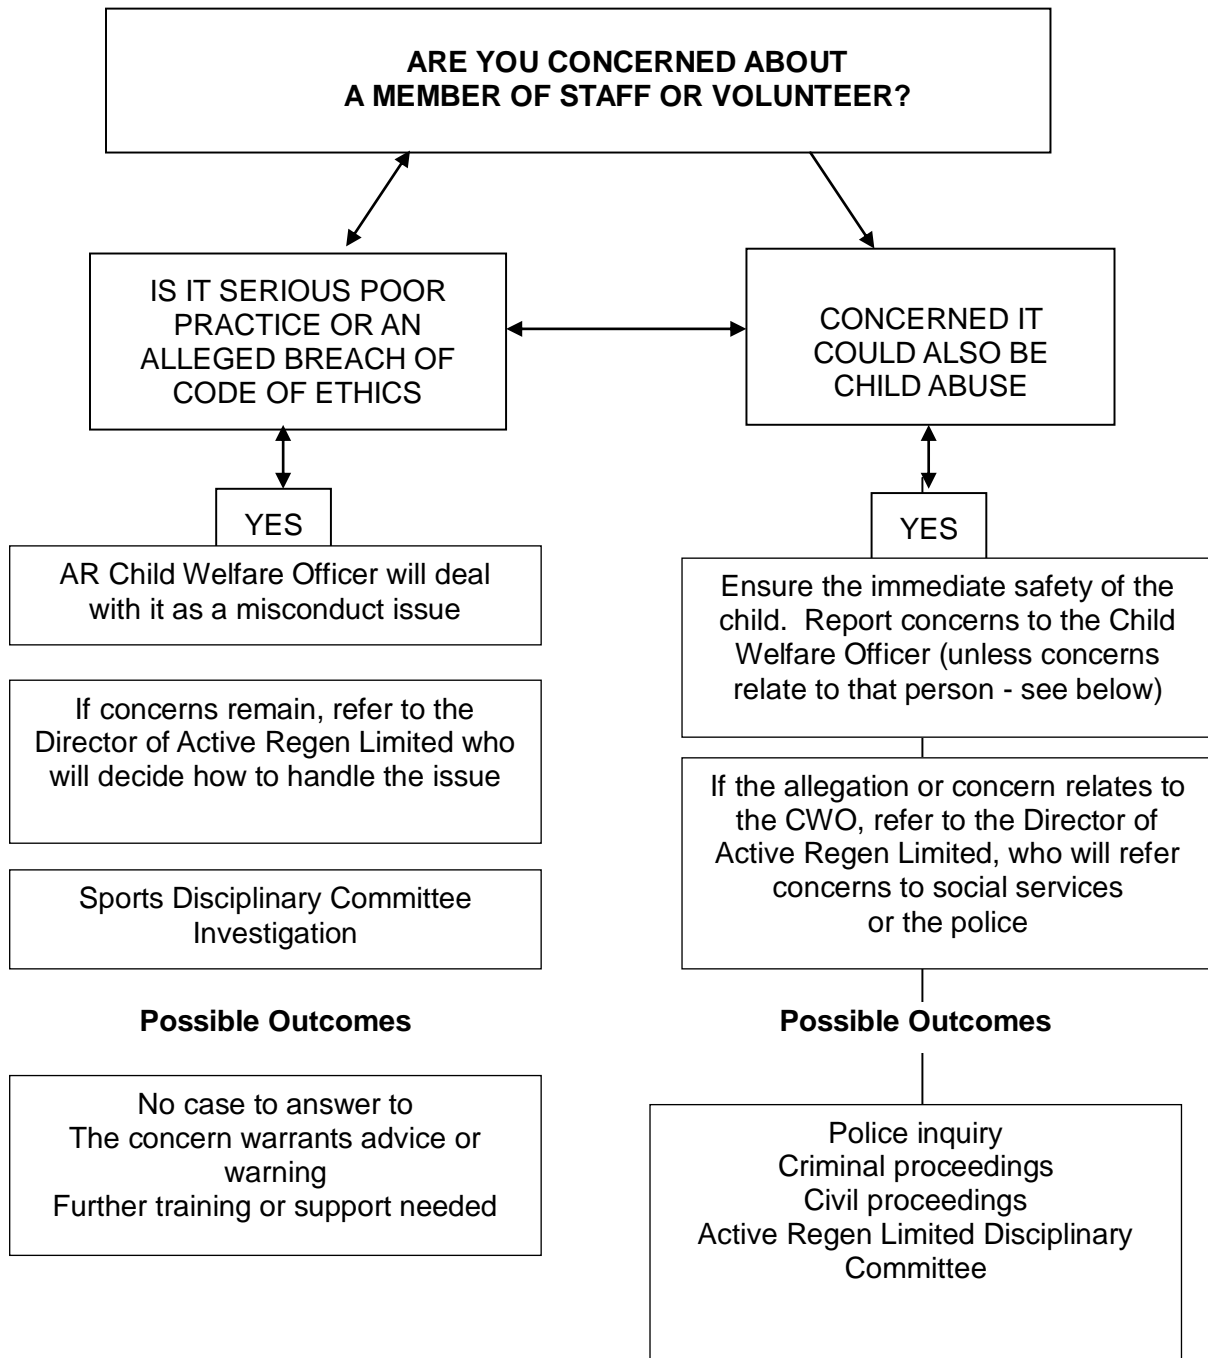 ARE YOU CONCERNED ABOUT
A MEMBER OF STAFF OR VOLUNTEER?
IS IT SERIOUS POOR
PRACTICE OR AN
ALLEGED BREACH OF
CODE OF ETHICS
CONCERNED IT
COULD ALSO BE
CHILD ABUSE
YES
AR Child Welfare Officer will deal
with it as a misconduct issue
If concerns remain, refer to the
Director of Active Regen Limited who
will decide how to handle the issue
Sports Disciplinary Committee
Investigation
Possible Outcomes
No case to answer to
The concern warrants advice or
warning
Further training or support needed
YES
Ensure the immediate safety of the
child.  Report concerns to the Child
Welfare Officer (unless concerns
relate to that person - see below)
If the allegation or concern relates to
the CWO, refer to the Director of
Active Regen Limited, who will refer
concerns to social services
or the police
Possible Outcomes
Police inquiry
Criminal proceedings
Civil proceedings
Active Regen Limited Disciplinary
Committee